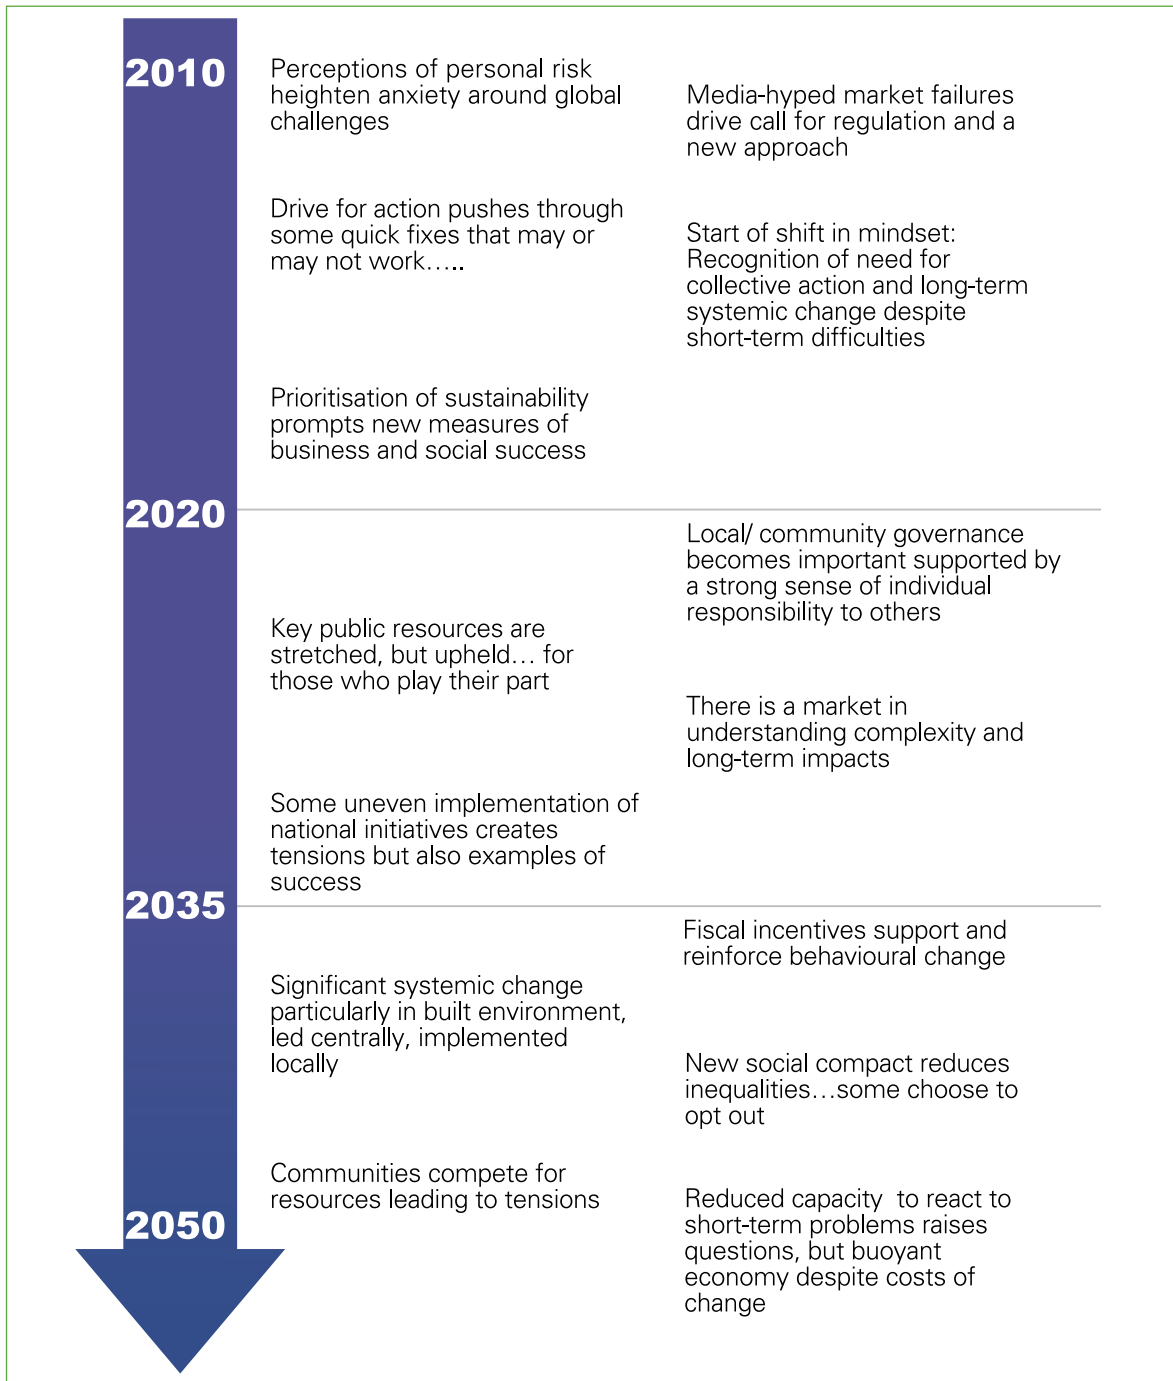 2010
Perceptions of personal risk
heighten anxiety around global
challenges
Media-hyped market failures
drive call for regulation and a
new approach
Drive for action pushes through
some quick fixes that may or
may not work.....
Start of shift in mindset:
Recognition of need for
collective action and long-term
systemic change despite
short-term difficulties
Prioritisation of sustainability
prompts new measures of
business and social success
2020
Local/ community governance
becomes important supported by
a strong sense of individual
responsibility to others
Key public resources are
stretched, but upheld... for
those who play their part
There is a market in
understanding complexity and
long-term impacts
Some uneven implementation of
national initiatives creates
tensions but also examples of
success
2035
Fiscal incentives support and
reinforce behavioural change
Significant systemic change
particularly in built environment,
led centrally, implemented
locally
New social compact reduces
inequalities...some choose to
opt out
Communities compete for
resources leading to tensions
2050
Reduced capacity  to react to
short-term problems raises
questions, but buoyant
economy despite costs of
change